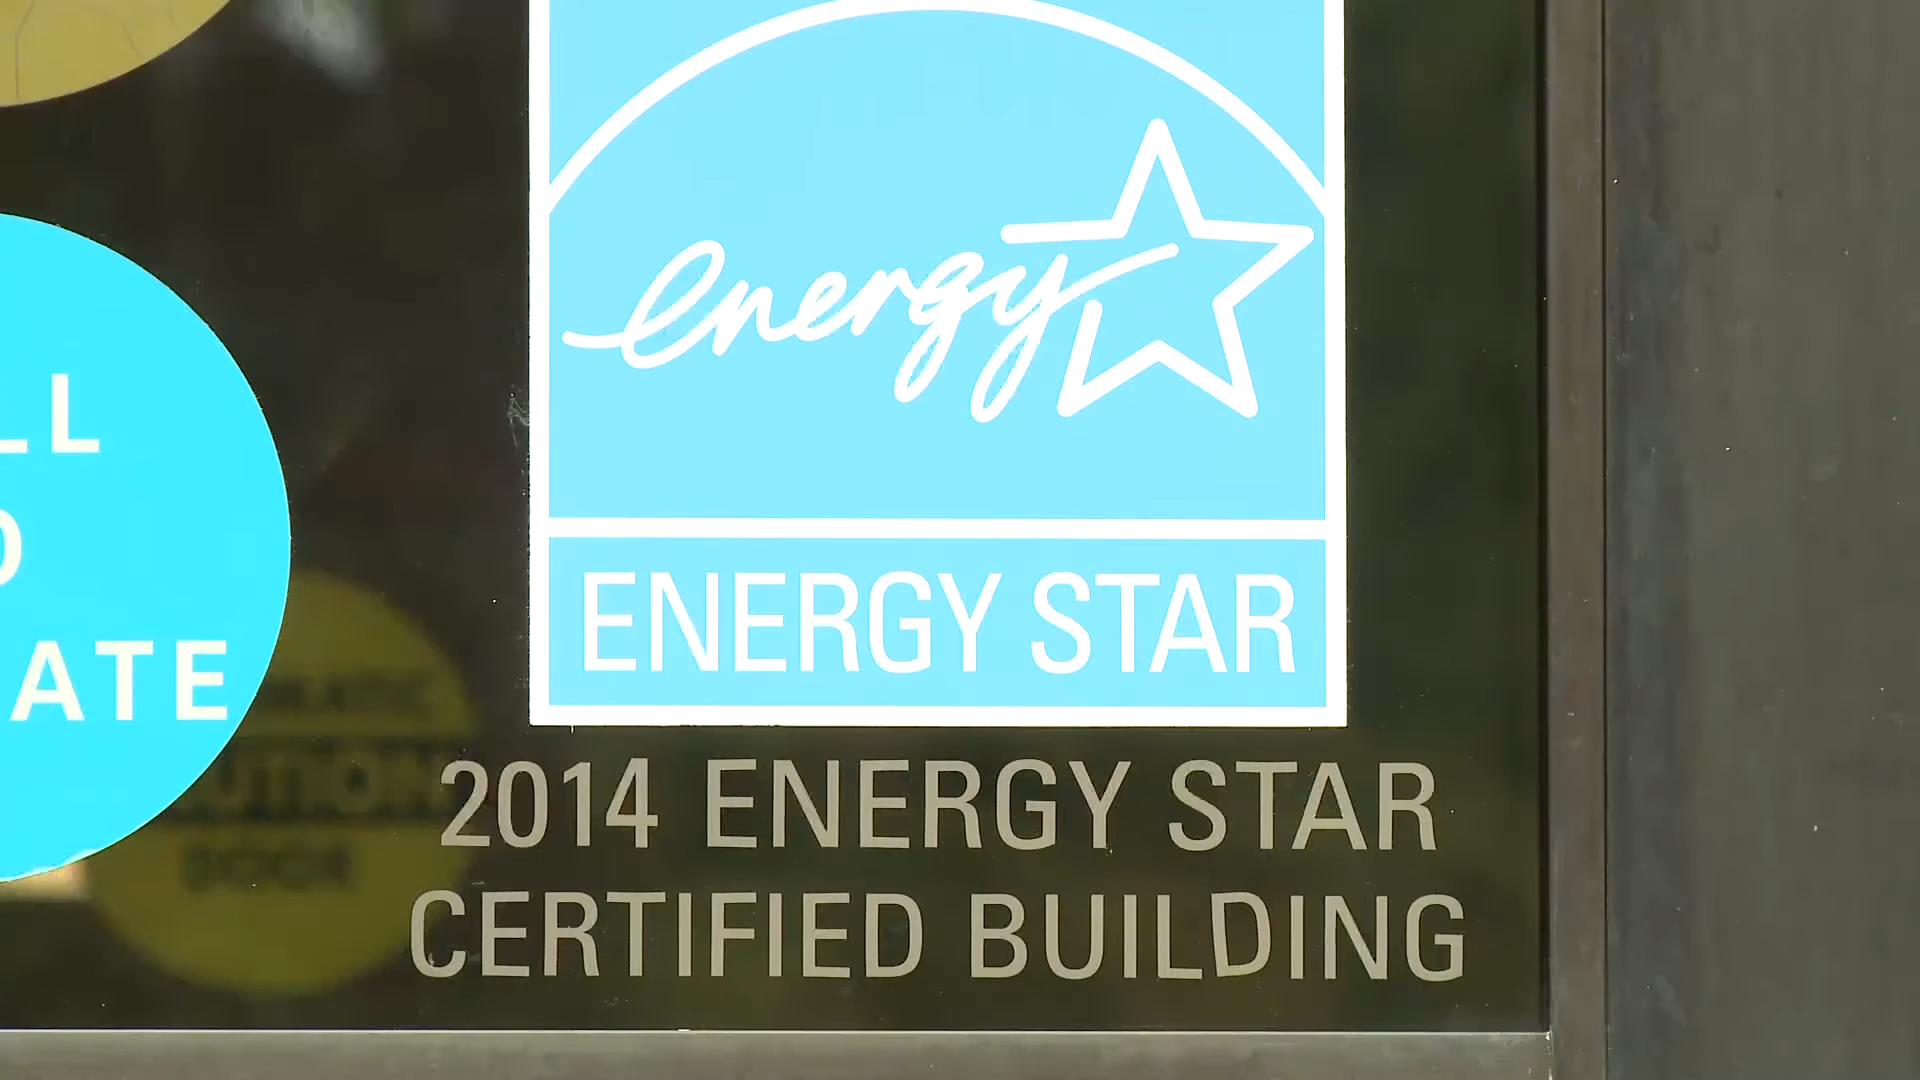 energy
ENERGY STAR
2014 ENERGY STAR
CERTIFIED BUILDING
LL
ATE